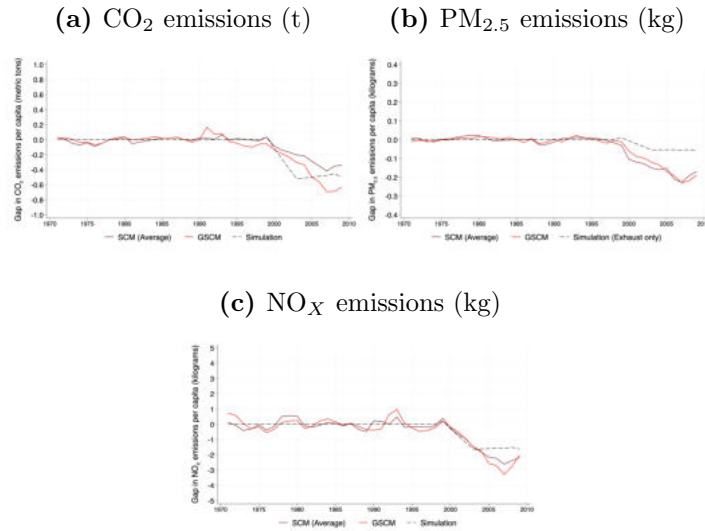 (a) CO₂ emissions (t)
(b) PM₂.₅ emissions (kg)
Gap in CO₂ emissions per capita (metric tons)
1.0
0.8
0.6
0.4
0.2
0.0
-0.2
-0.4
-0.6
-0.8
-1.0
1970 1975 1980 1985 1990 1995 2000 2005 2010
SCM (Average) GSCM Simulation
Gap in PM₂.₅ emissions per capita (kilograms)
0.4
0.3
0.2
0.1
0.0
-0.1
-0.2
-0.3
-0.4
1970 1975 1980 1985 1990 1995 2000 2005 2010
SCM (Average) GSCM Simulation (Exhaust only)
(c) NOX emissions (kg)
Gap in NOₓ emissions per capita (kilograms)
5
4
3
2
1
0
-1
-2
-3
-4
-5
1970 1975 1980 1985 1990 1995 2000 2005 2010
SCM (Average) GSCM Simulation